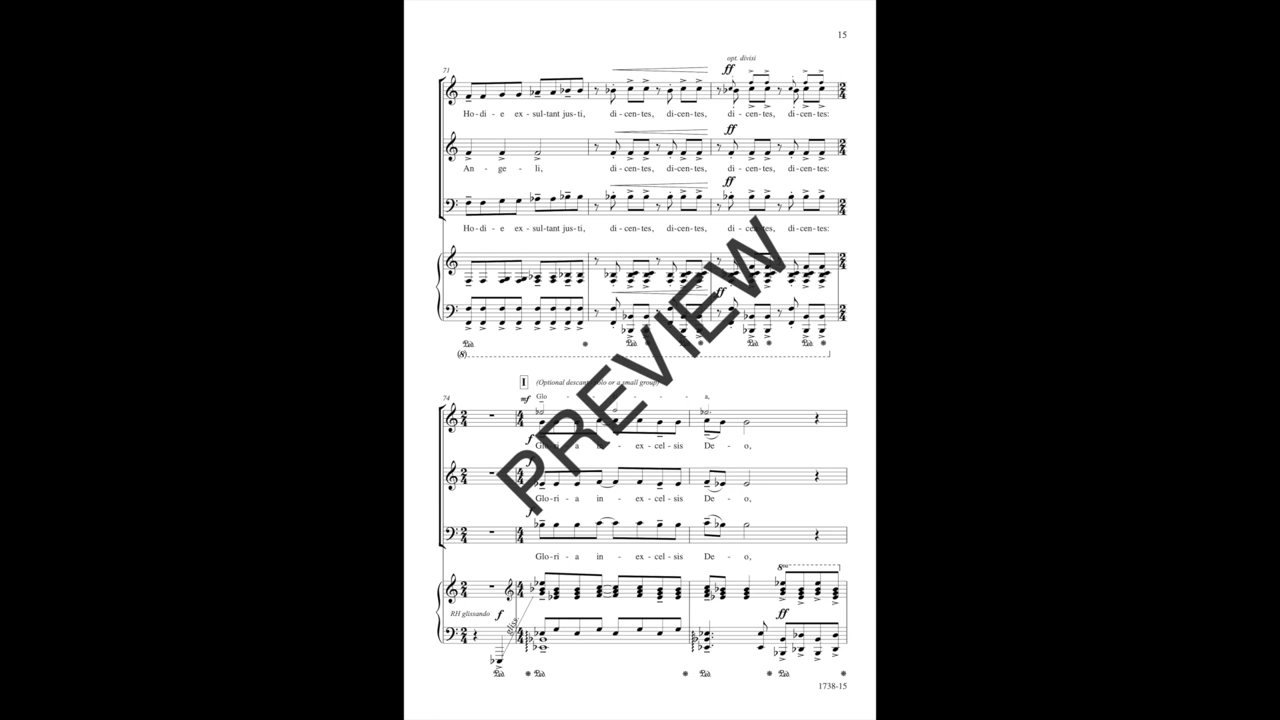 15
71
opt. divisi
ff
Ho - di - e ex - sul - tant jus - ti, di - cen - tes, di - cen - tes, di - cen - tes, di - cen - tes:
ff
An - ge - li, di - cen - tes, di - cen - tes, di - cen - tes, di - cen - tes:
ff
Ho - di - e ex - sul - tant jus - ti, di - cen - tes, di - cen - tes, di - cen - tes, di - cen - tes:
ff
(8)
PREVIEW
I (Optional descant solo or a small group)
mf Glo - - - - a,
74
f
Glo - ri - a in - ex - cel - sis De - o,
f
Glo - ri - a in - ex - cel - sis De - o,
f
Glo - ri - a in - ex - cel - sis De - o,
8va
RH glissando f gliss. ff
1738-15